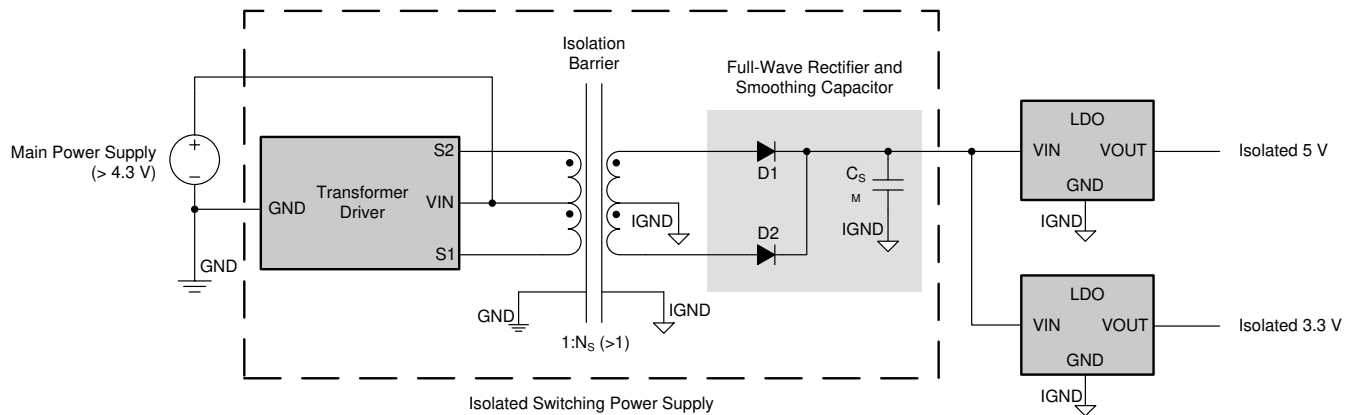 Isolation
Barrier
Full-Wave Rectifier and
Smoothing Capacitor
Main Power Supply
(> 4.3 V)
+
–
GND
GND
Transformer
Driver
S2
VIN
S1
GND
IGND
IGND
1:NS (>1)
D1
D2
CS
M
IGND
LDO
VIN
VOUT
GND
IGND
Isolated 5 V
LDO
VIN
VOUT
GND
IGND
Isolated 3.3 V
Isolated Switching Power Supply